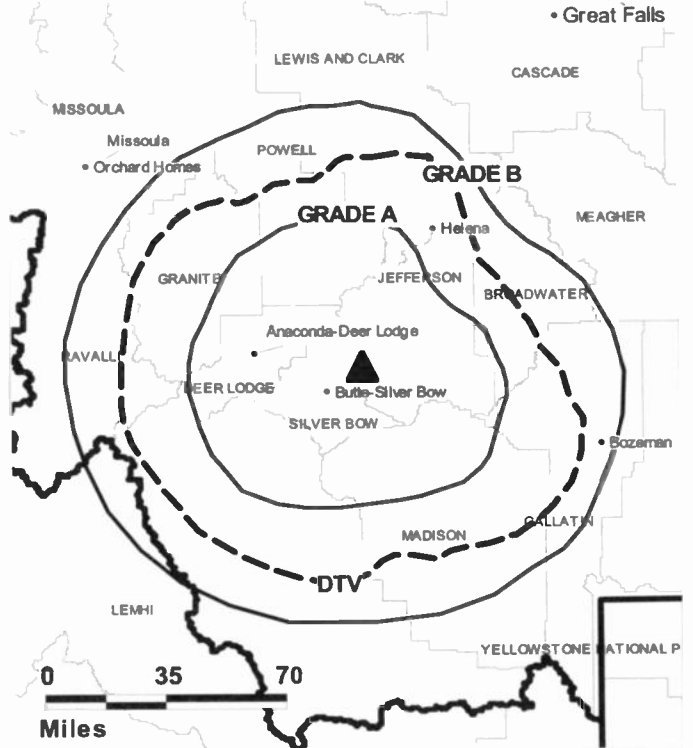 Great Falls
LEWIS AND CLARK
CASCADE
MISSOULA
Missoula
POWELL
Orchard Homes
GRADE B
GRADE A
MEAGHER
Helena
GRANITE
JEFFERSON
BROADWATER
Anaconda-Deer Lodge
RAVALLI
DEER LODGE
Butte-Silver Bow
SILVER BOW
Bozeman
GALLATIN
MADISON
DTV
LEMHI
YELLOWSTONE NATIONAL P
0 35 70
Miles